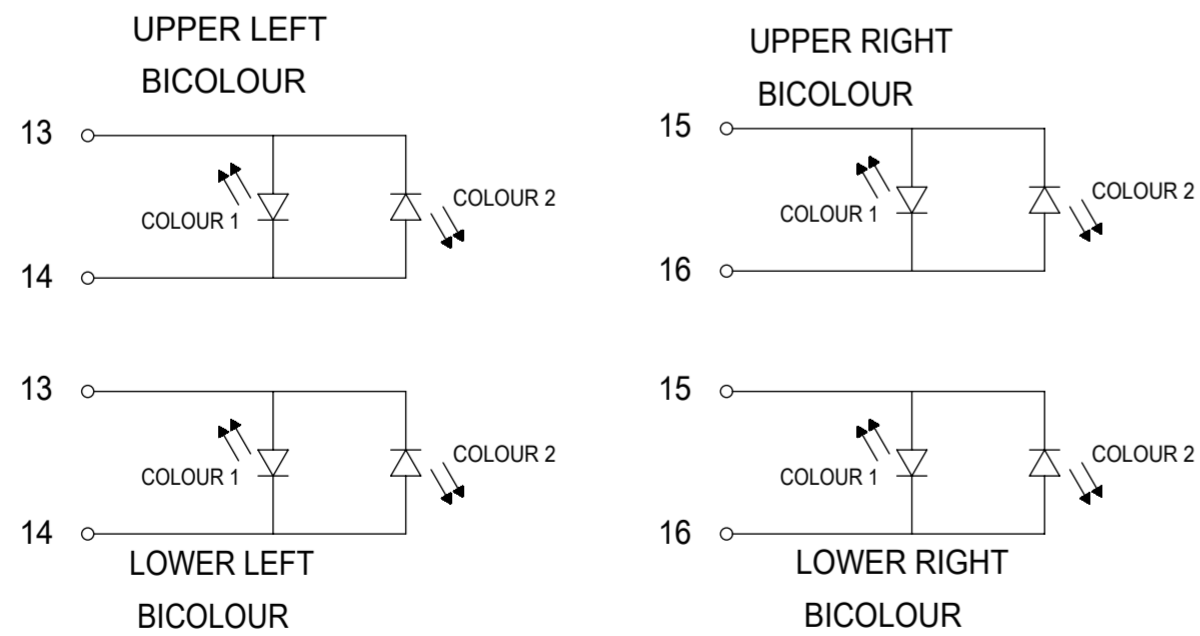 UPPER LEFT
BICOLOUR
13
COLOUR 1
COLOUR 2
14
UPPER RIGHT
BICOLOUR
15
COLOUR 1
COLOUR 2
16
13
COLOUR 1
COLOUR 2
14
LOWER LEFT
BICOLOUR
15
COLOUR 1
COLOUR 2
16
LOWER RIGHT
BICOLOUR